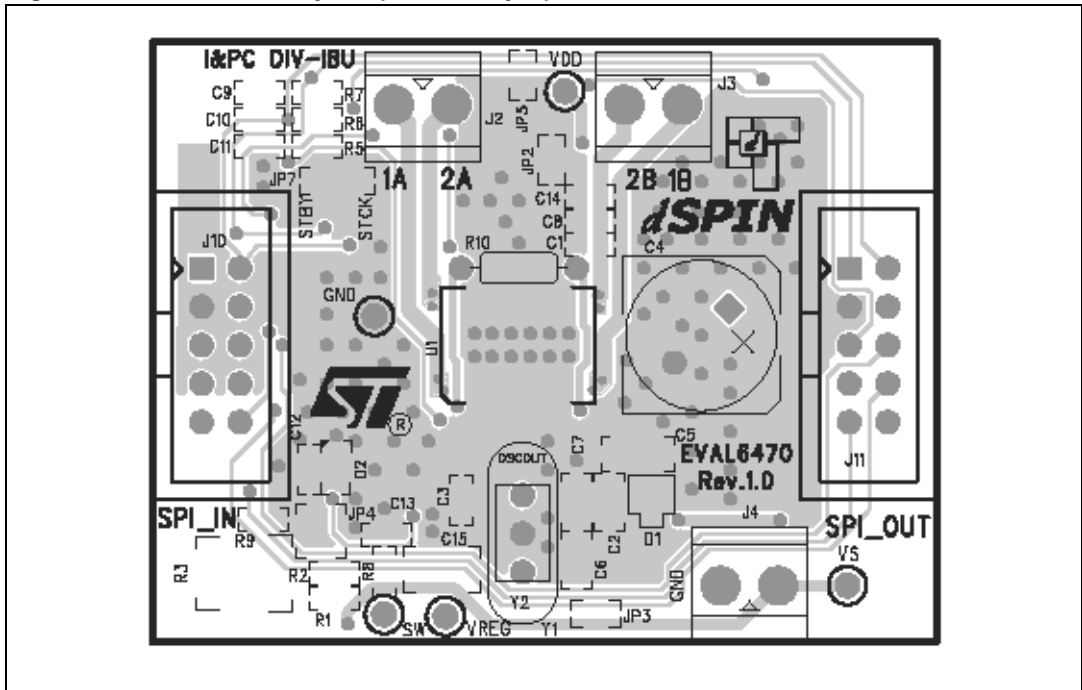 I&PC DIV-IBU
VDD
C9
R7
J3
C10
R6
J2
JP5
C11
R5
JP2
JP7
1A
2A
2B 1B
C14
STBY
STCK
dSPIN
C8
J10
R10
C1
C4
GND
U1
ST
R
C12
C7
C5
D2
OSCOUT
EVAL6470
J11
Rev.1.0
C3
C13
SPI_IN
JP4
J4
SPI_OUT
R9
C15
C2
D1
VS
R3
R2
R8
C6
GND
R1
SW
VREG
Y2
Y1
JP3